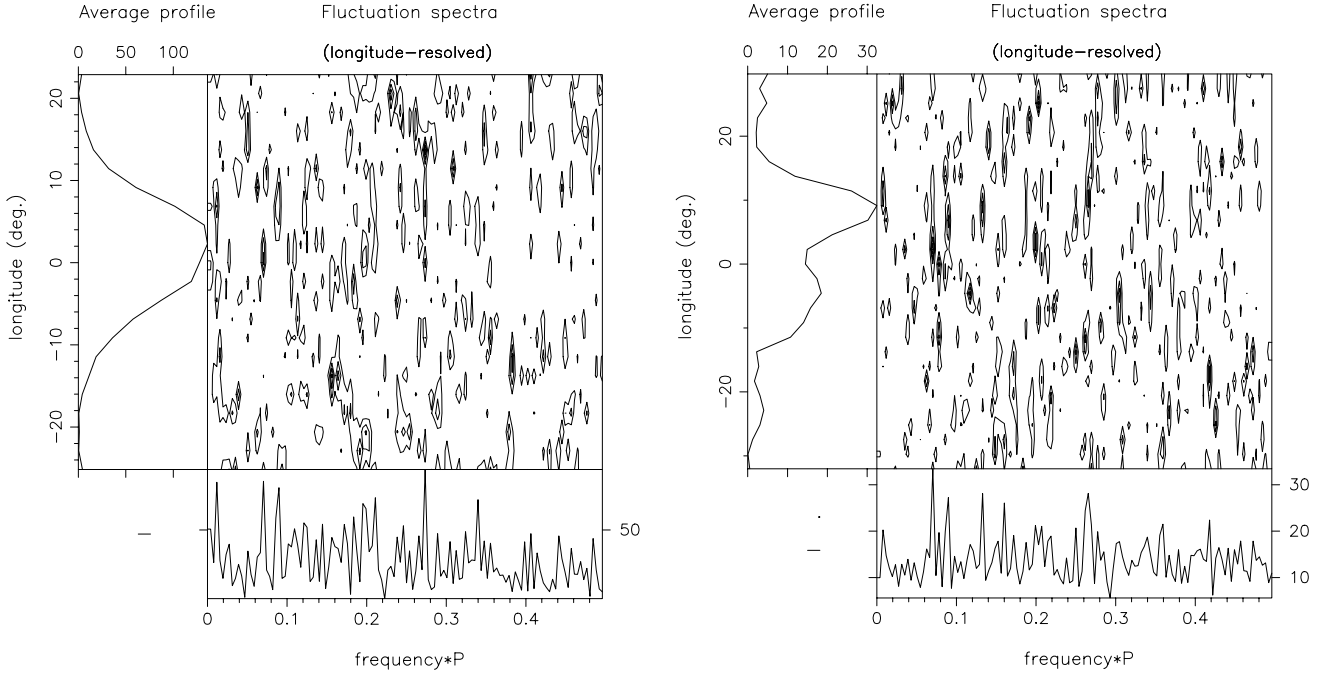 Average profile
Fluctuation spectra
0 50 100
(longitude-resolved)
20
10
0
-10
-20
longitude (deg.)
50
0 0.1 0.2 0.3 0.4
frequency*P
Average profile
Fluctuation spectra
0 10 20 30
(longitude-resolved)
20
0
-20
longitude (deg.)
30
20
10
0 0.1 0.2 0.3 0.4
frequency*P